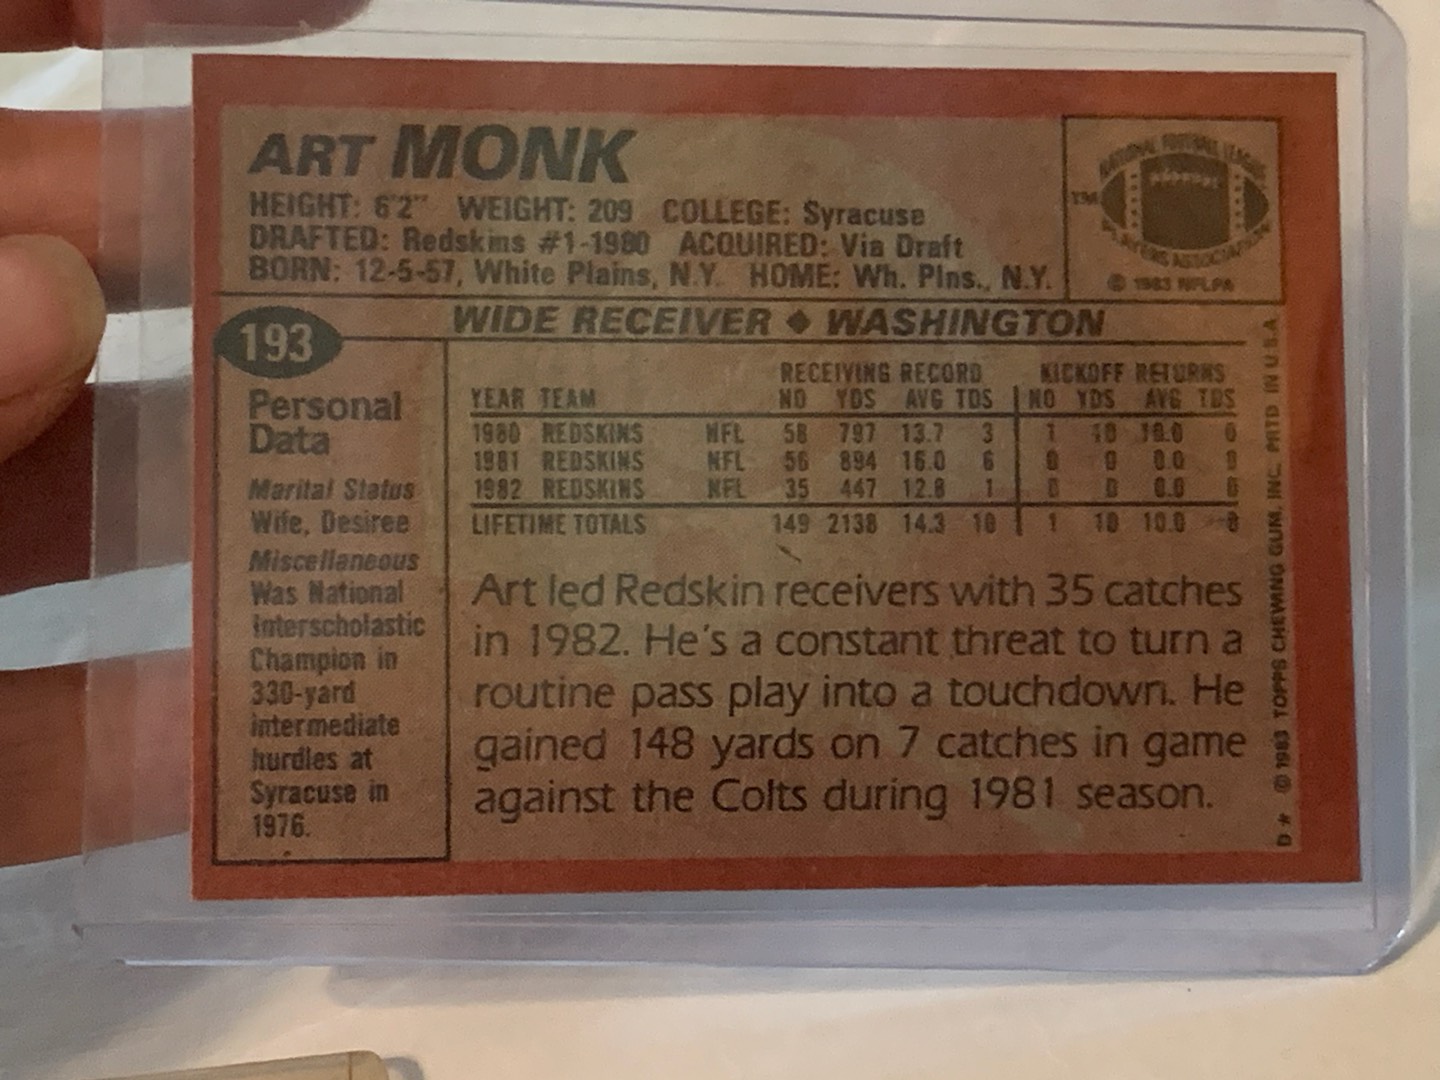 ART MONK
HEIGHT: 6'2" WEIGHT: 209 COLLEGE: Syracuse
DRAFTED: Redskins #1-1980 ACQUIRED: Via Draft
BORN: 12-5-57, White Plains, N.Y. HOME: Wh. Plns., N.Y.
NATIONAL FOOTBALL LEAGUE
PLAYERS ASSOCIATION
TM
© 1983 NFLPA
193
WIDE RECEIVER ♦ WASHINGTON
Personal
Data
Marital Status
Wife, Desiree
Miscellaneous
Was National
Interscholastic
Champion in
330-yard
intermediate
hurdles at
Syracuse in
1976.
RECEIVING RECORD KICKOFF RETURNS
YEAR TEAM NO YDS AVG TDS NO YDS AVG TDS
1980 REDSKINS NFL 58 797 13.7 3 1 10 10.0 0
1981 REDSKINS NFL 56 894 16.0 6 0 0 0.0 0
1982 REDSKINS NFL 35 447 12.8 1 0 0 0.0 0
LIFETIME TOTALS 149 2138 14.3 10 1 10 10.0 0
Art led Redskin receivers with 35 catches
in 1982. He's a constant threat to turn a
routine pass play into a touchdown. He
gained 148 yards on 7 catches in game
against the Colts during 1981 season.
D* © 1983 TOPPS CHEWING GUM, INC. PRTD IN U.S.A.